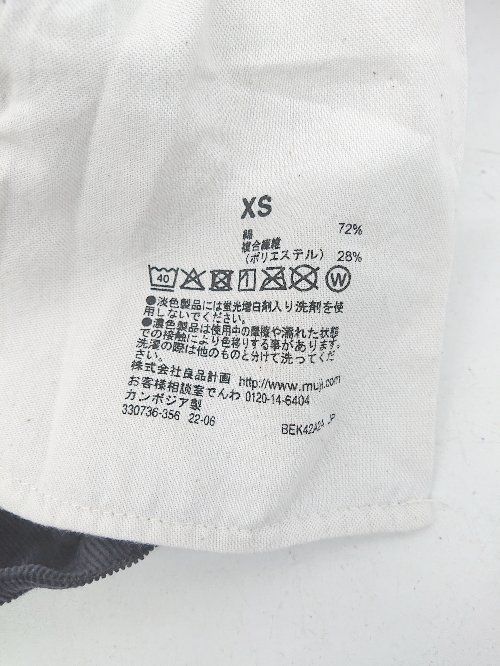 XS
綿 72%
複合繊維
(ポリエステル) 28%
40 W
●淡色製品には蛍光増白剤入り洗剤を使
用しないでください。
●濃色製品は使用中の摩擦や濡れた状態
での接触により色移りする事があります。
洗濯の際は他のものと分けて洗ってくだ
さい。
株式会社良品計画 http://www.muji.com
お客様相談室でんわ 0120-14-6404
カンボジア製
330736-356 22-06
BEK42A24 JP